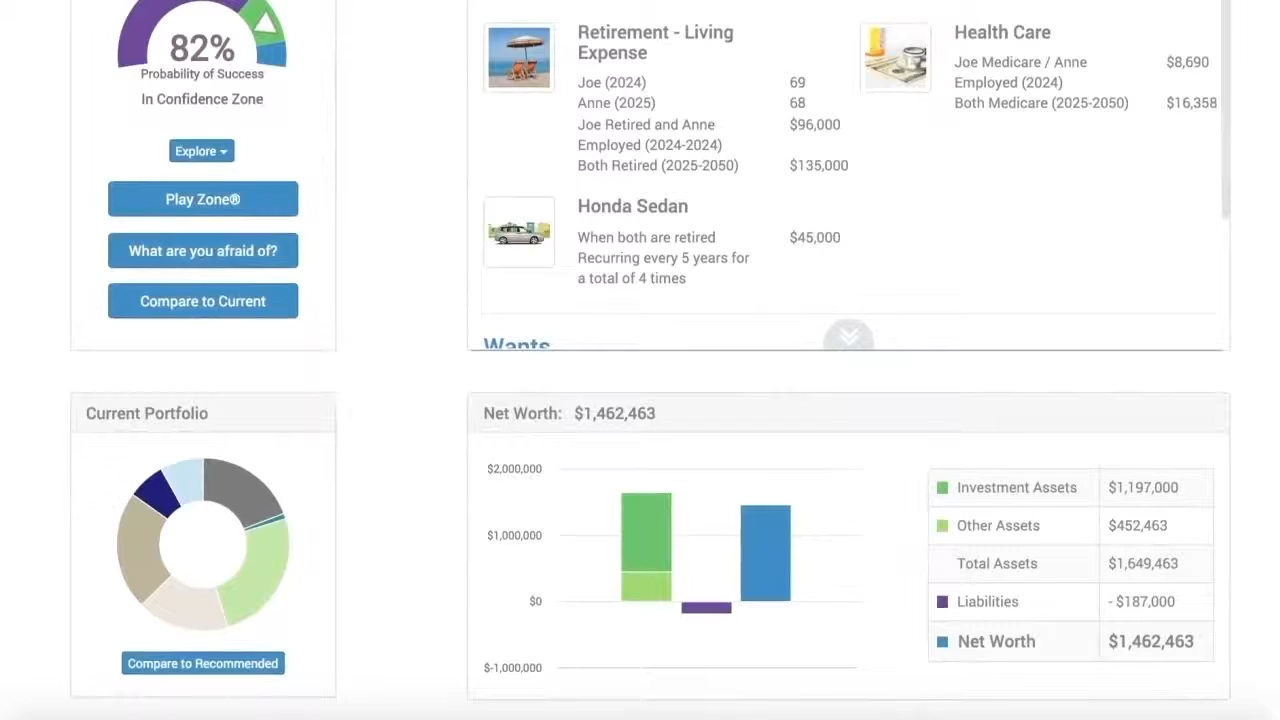 82%
Probability of Success
In Confidence Zone
Explore
Play Zone®
What are you afraid of?
Compare to Current
Retirement - Living
Expense
Joe (2024) 69
Anne (2025) 68
Joe Retired and Anne $96,000
Employed (2024-2024)
Both Retired (2025-2050) $135,000
Health Care
Joe Medicare / Anne $8,690
Employed (2024)
Both Medicare (2025-2050) $16,358
Honda Sedan
When both are retired $45,000
Recurring every 5 years for
a total of 4 times
Wants
Current Portfolio
Compare to Recommended
Net Worth: $1,462,463
$2,000,000
$1,000,000
$0
$-1,000,000
Investment Assets $1,197,000
Other Assets $452,463
Total Assets $1,649,463
Liabilities - $187,000
Net Worth $1,462,463